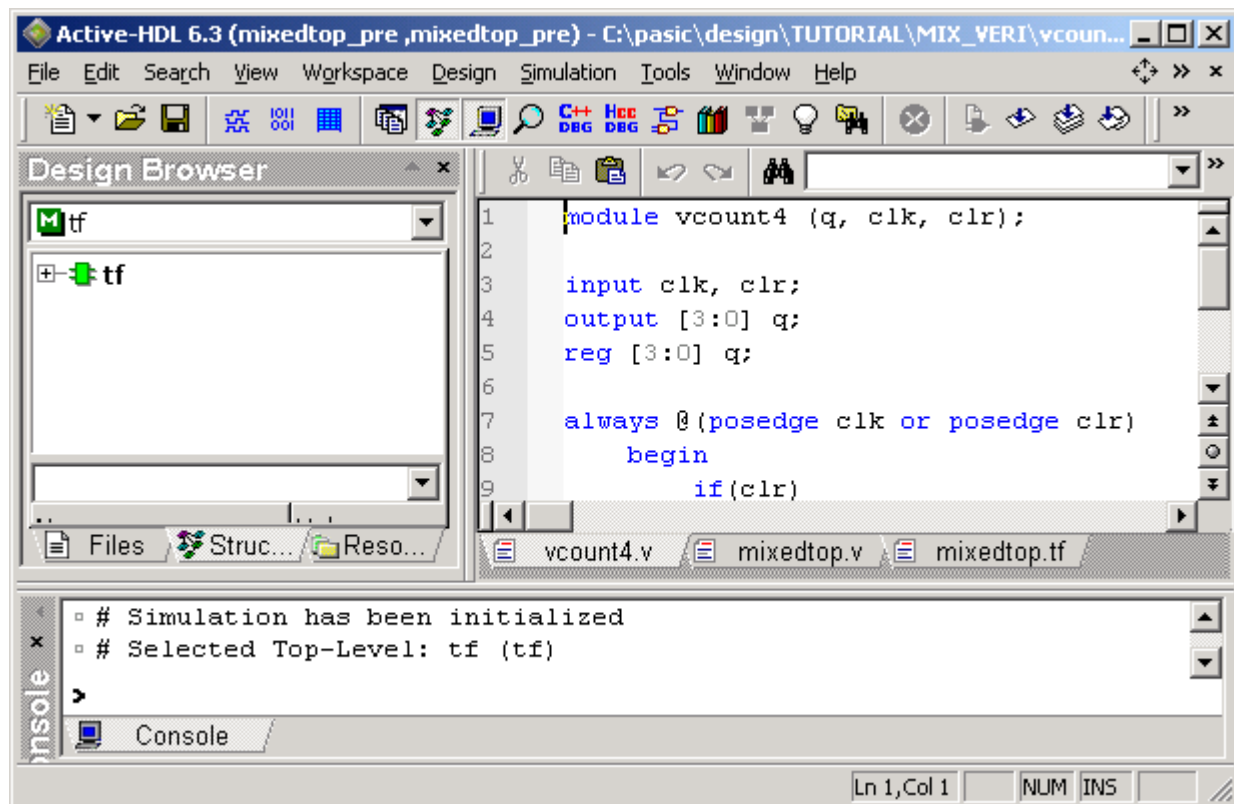 Active-HDL 6.3 (mixedtop_pre ,mixedtop_pre) - C:\pasic\design\TUTORIAL\MIX_VERI\vcoun...
File Edit Search View Workspace Design Simulation Tools Window Help
C++ DBG HCC DBG
Design Browser
tf
tf
1 module vcount4 (q, clk, clr);
2
3 input clk, clr;
4 output [3:0] q;
5 reg [3:0] q;
6
7 always @(posedge clk or posedge clr)
8 begin
9 if(clr)
Files Struc... Reso...
vcount4.v mixedtop.v mixedtop.tf
# Simulation has been initialized
# Selected Top-Level: tf (tf)
>
Console
Ln 1,Col 1 NUM INS